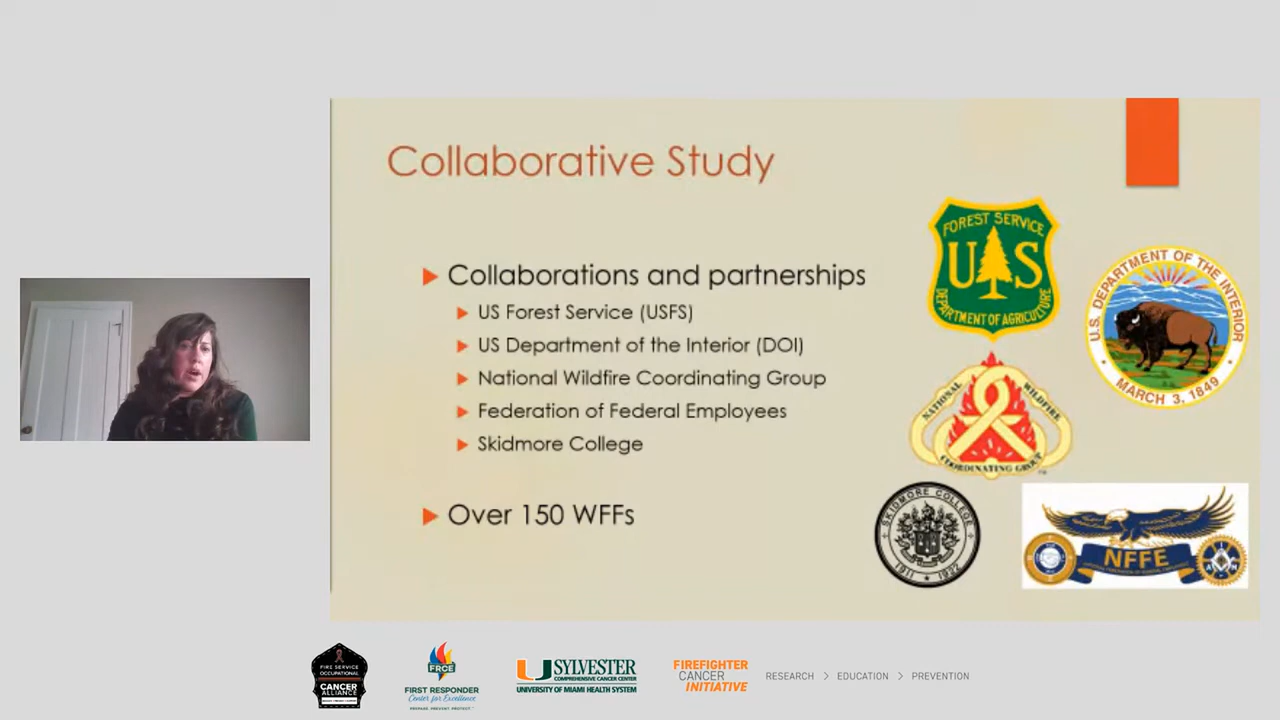 Collaborative Study
Collaborations and partnerships
US Forest Service (USFS)
US Department of the Interior (DOI)
National Wildfire Coordinating Group
Federation of Federal Employees
Skidmore College
Over 150 WFFs
FOREST SERVICE
U S
DEPARTMENT OF AGRICULTURE
U.S. DEPARTMENT OF THE INTERIOR
MARCH 3, 1849
NATIONAL WILDFIRE
COORDINATING GROUP
SKIDMORE COLLEGE
NFFE
FIRE SERVICE
OCCUPATIONAL
CANCER
ALLIANCE
FRCE
FIRST RESPONDER
Center for Excellence
PREPARE. PREVENT. PROTECT.
U SYLVESTER
COMPREHENSIVE CANCER CENTER
UNIVERSITY OF MIAMI HEALTH SYSTEM
FIREFIGHTER
CANCER
INITIATIVE
RESEARCH > EDUCATION > PREVENTION